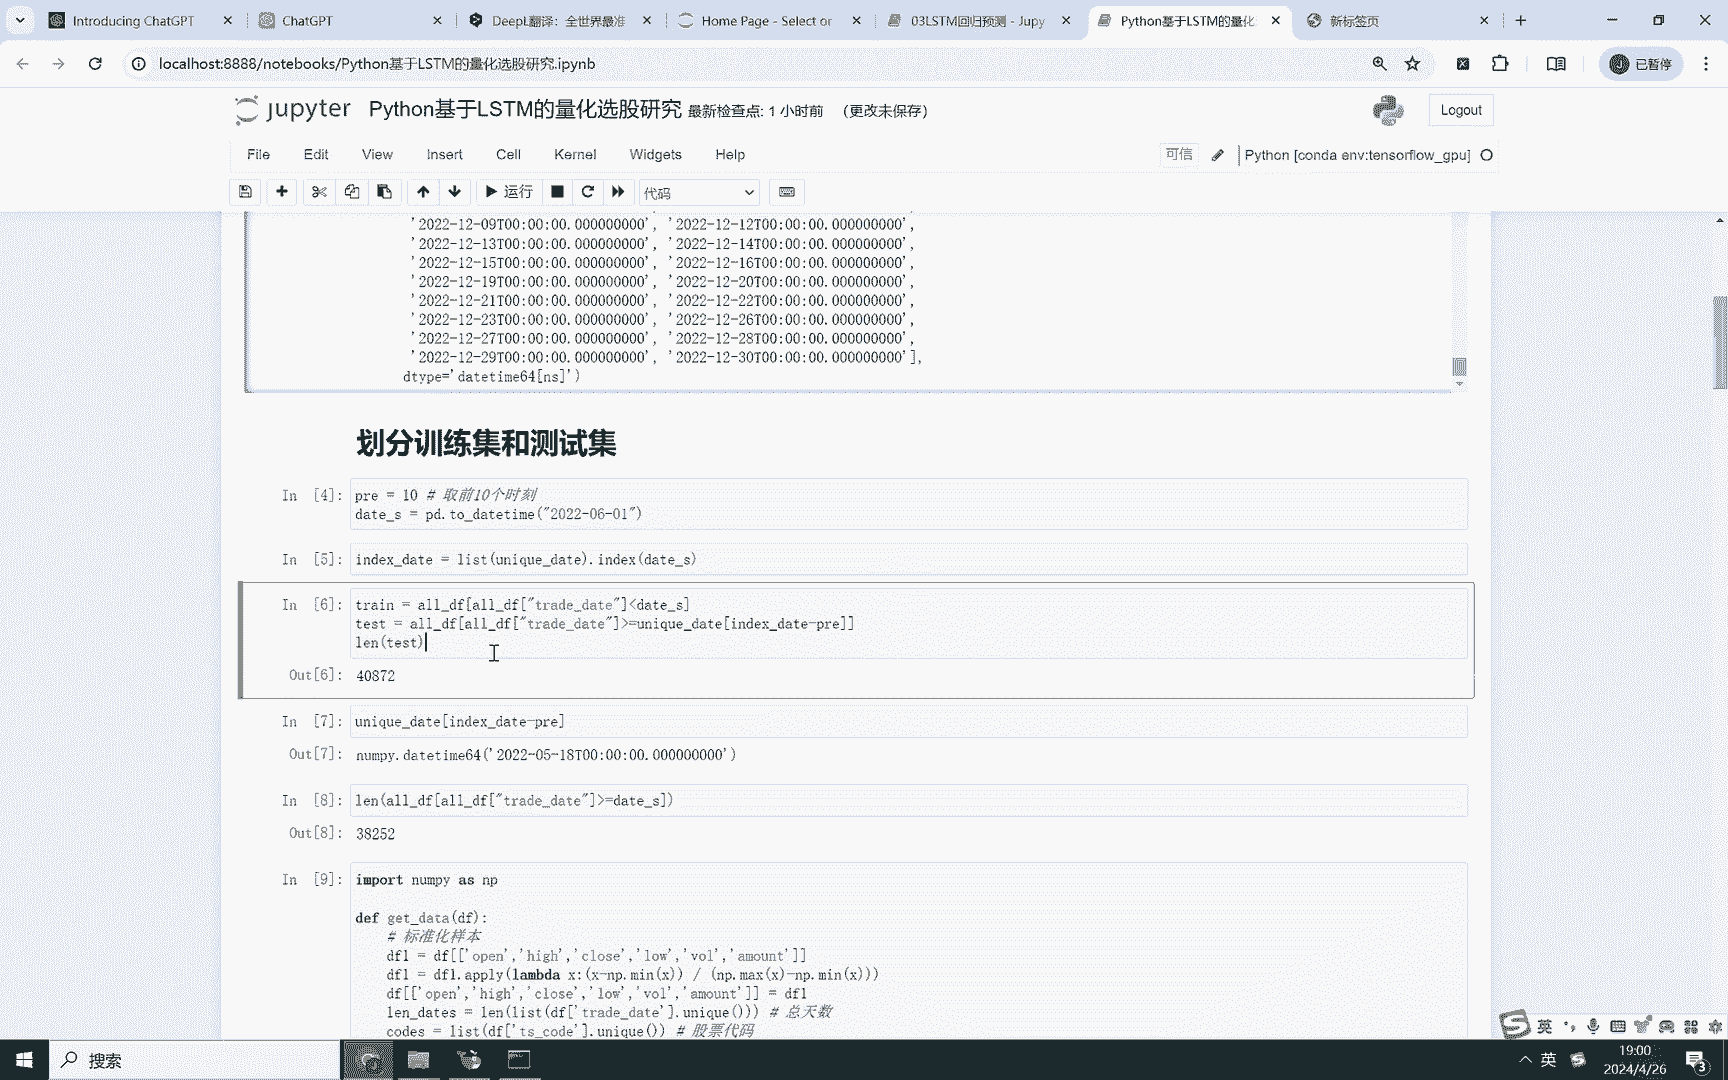 Introducing ChatGPT
ChatGPT
DeepL翻译：全世界最准
Home Page - Select or
03LSTM回归预测 - Jupy
Python基于LSTM的量化
新标签页
localhost:8888/notebooks/Python基于LSTM的量化选股研究.ipynb
已暂停
jupyter Python基于LSTM的量化选股研究 最新检查点: 1 小时前 （更改未保存）
Logout
File Edit View Insert Cell Kernel Widgets Help
可信
Python [conda env:tensorflow_gpu]
运行
代码
'2022-12-09T00:00:00.000000000', '2022-12-12T00:00:00.000000000',
'2022-12-13T00:00:00.000000000', '2022-12-14T00:00:00.000000000',
'2022-12-15T00:00:00.000000000', '2022-12-16T00:00:00.000000000',
'2022-12-19T00:00:00.000000000', '2022-12-20T00:00:00.000000000',
'2022-12-21T00:00:00.000000000', '2022-12-22T00:00:00.000000000',
'2022-12-23T00:00:00.000000000', '2022-12-26T00:00:00.000000000',
'2022-12-27T00:00:00.000000000', '2022-12-28T00:00:00.000000000',
'2022-12-29T00:00:00.000000000', '2022-12-30T00:00:00.000000000'],
dtype='datetime64[ns]')
划分训练集和测试集
In [4]: pre = 10 # 取前10个时刻
date_s = pd.to_datetime("2022-06-01")
In [5]: index_date = list(unique_date).index(date_s)
In [6]: train = all_df[all_df["trade_date"]<date_s]
test = all_df[all_df["trade_date"]>=unique_date[index_date-pre]]
len(test)
Out[6]: 40872
In [7]: unique_date[index_date-pre]
Out[7]: numpy.datetime64('2022-05-18T00:00:00.000000000')
In [8]: len(all_df[all_df["trade_date"]>=date_s])
Out[8]: 38252
In [9]: import numpy as np
def get_data(df):
# 标准化样本
df1 = df[['open','high','close','low','vol','amount']]
df1 = df1.apply(lambda x:(x-np.min(x)) / (np.max(x)-np.min(x)))
df[['open','high','close','low','vol','amount']] = df1
len_dates = len(list(df['trade_date'].unique())) # 总天数
codes = list(df['ts_code'].unique()) # 股票代码
英
搜索
英
19:00
2024/4/26
3